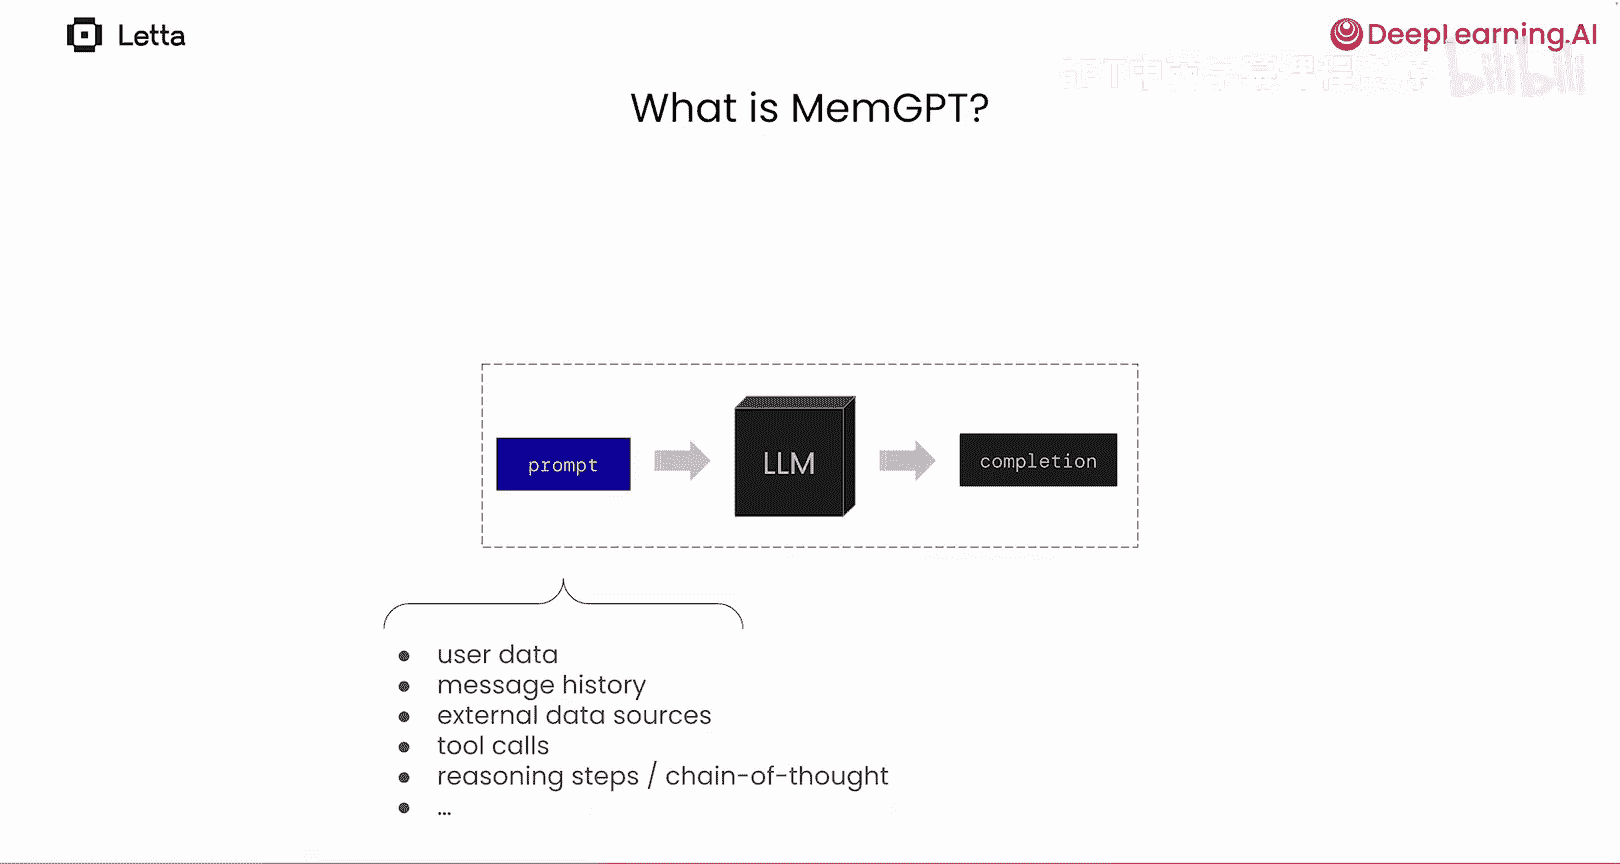 Letta
DeepLearning.AI
bilibili
What is MemGPT?
prompt
LLM
completion
● user data
● message history
● external data sources
● tool calls
● reasoning steps / chain-of-thought
● ...